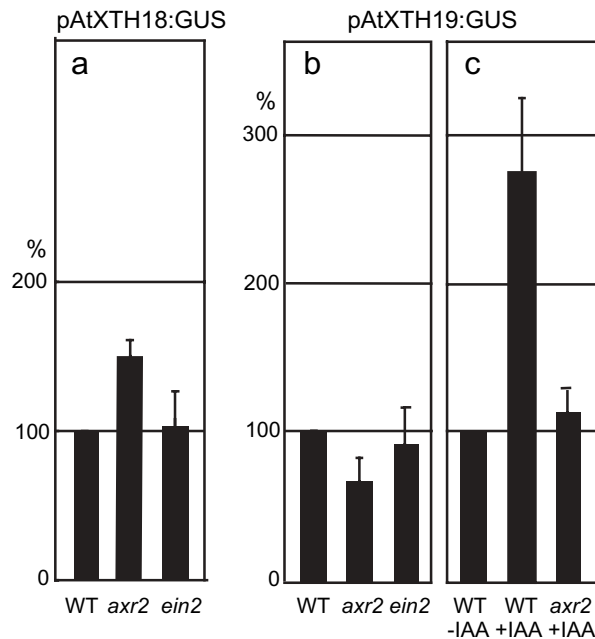 pAtXTH18:GUS
pAtXTH19:GUS
a
b
c
%
300
%
200
200
100
100
0
0
WT axr2 ein2
WT axr2 ein2
WT WT axr2
-IAA +IAA +IAA